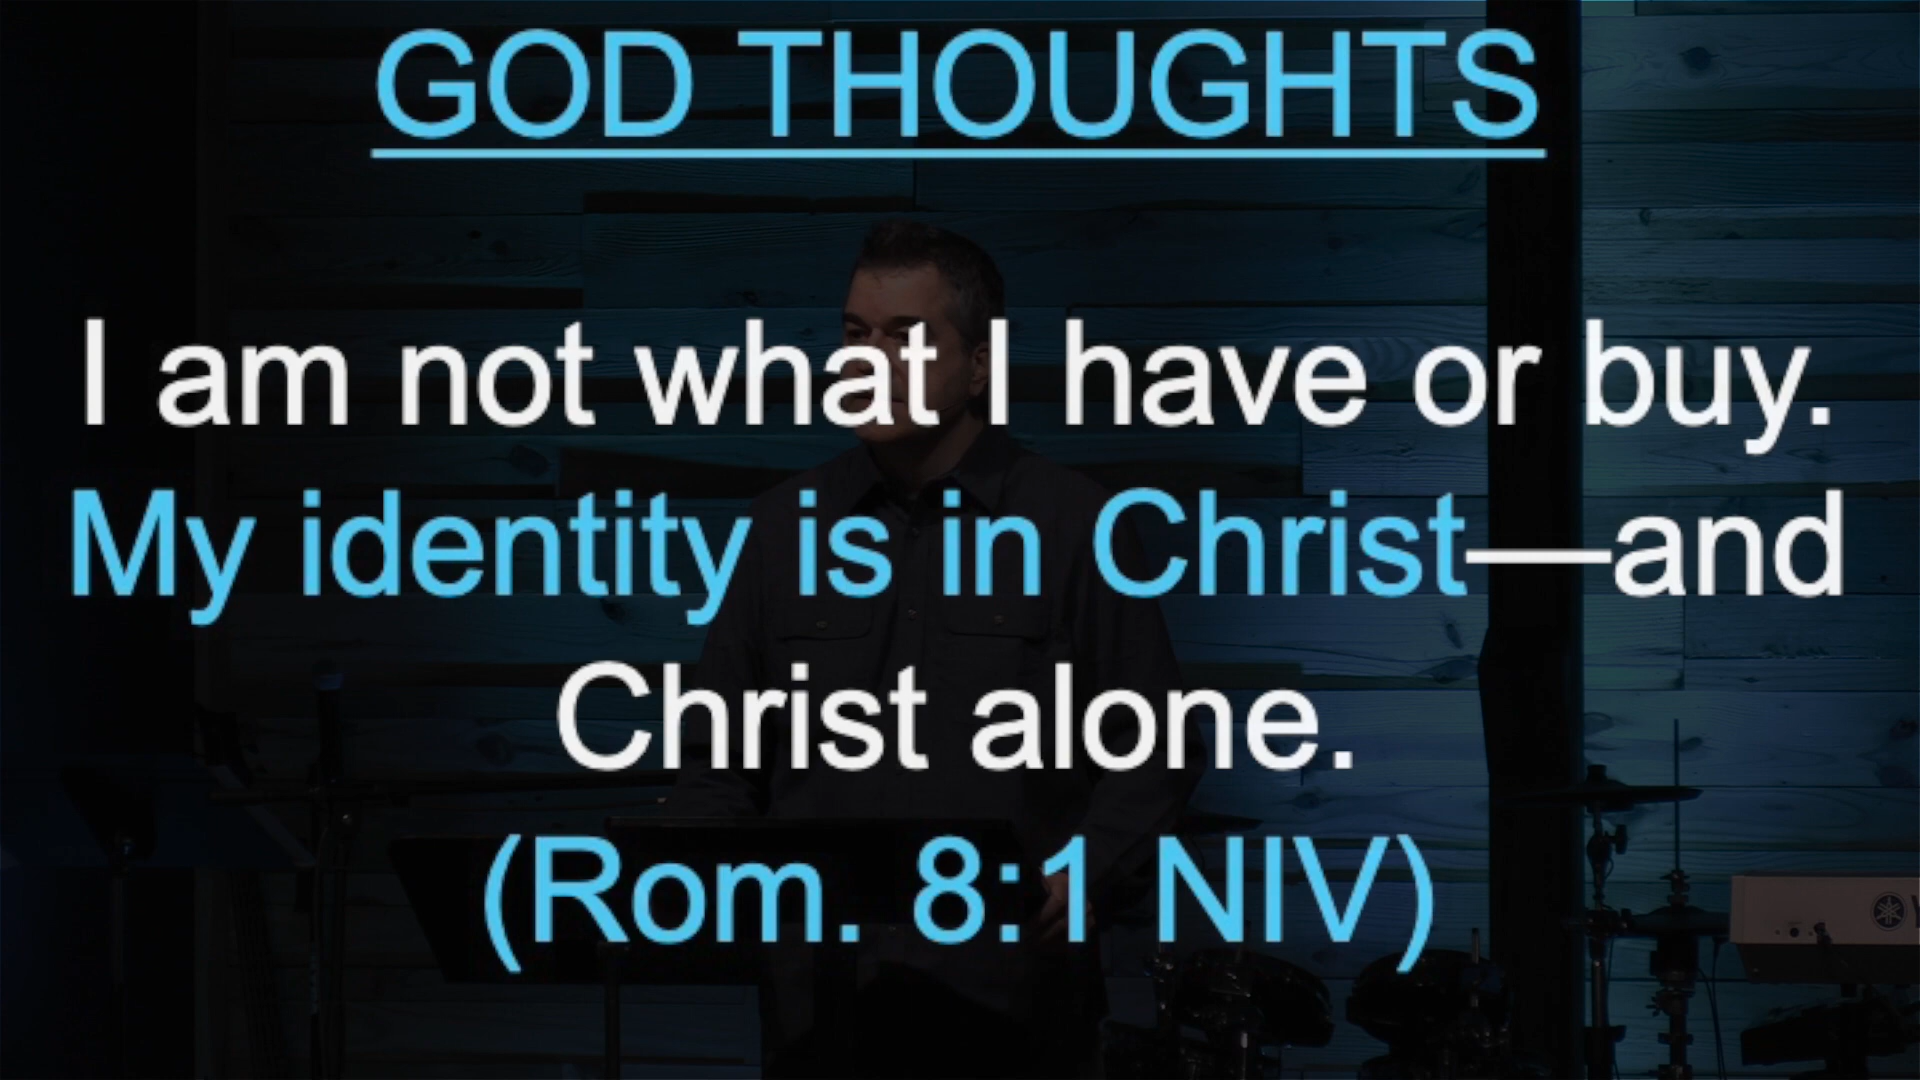 GOD THOUGHTS
I am not what I have or buy.
My identity is in Christ—and
Christ alone.
(Rom. 8:1 NIV)